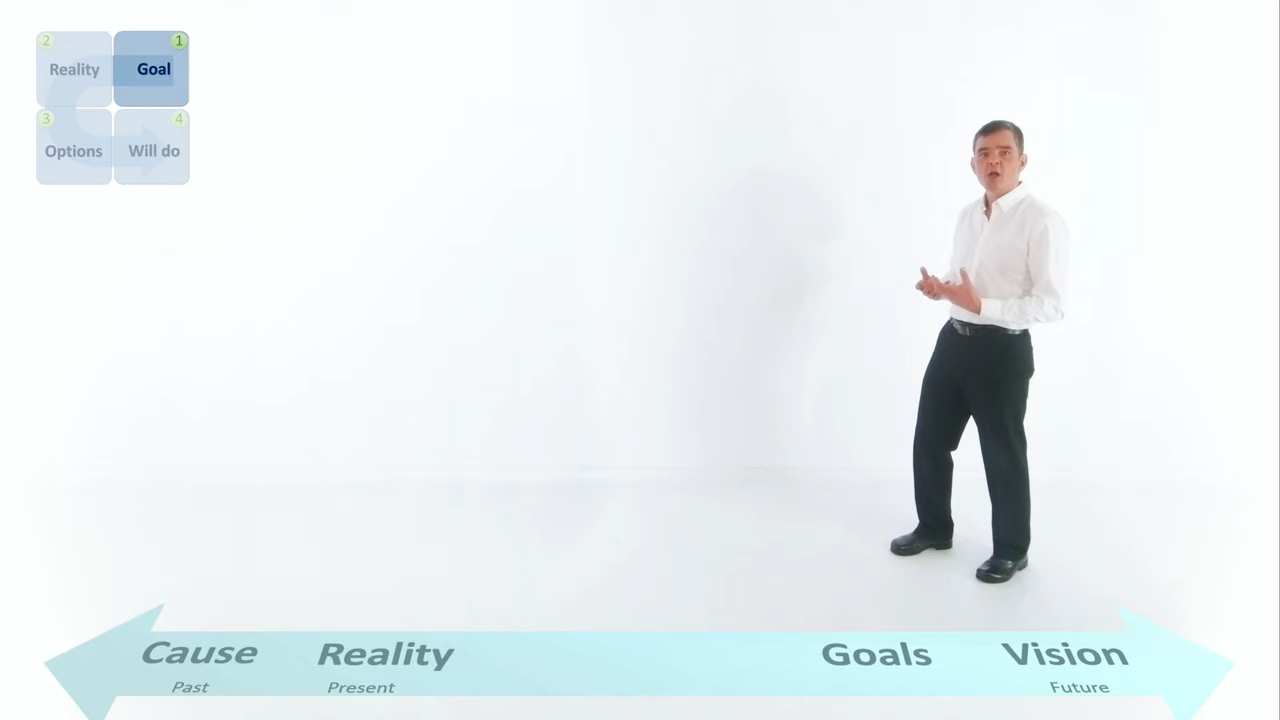 2 1
Reality Goal
3 4
Options Will do
Cause Reality Goals Vision
Past Present Future